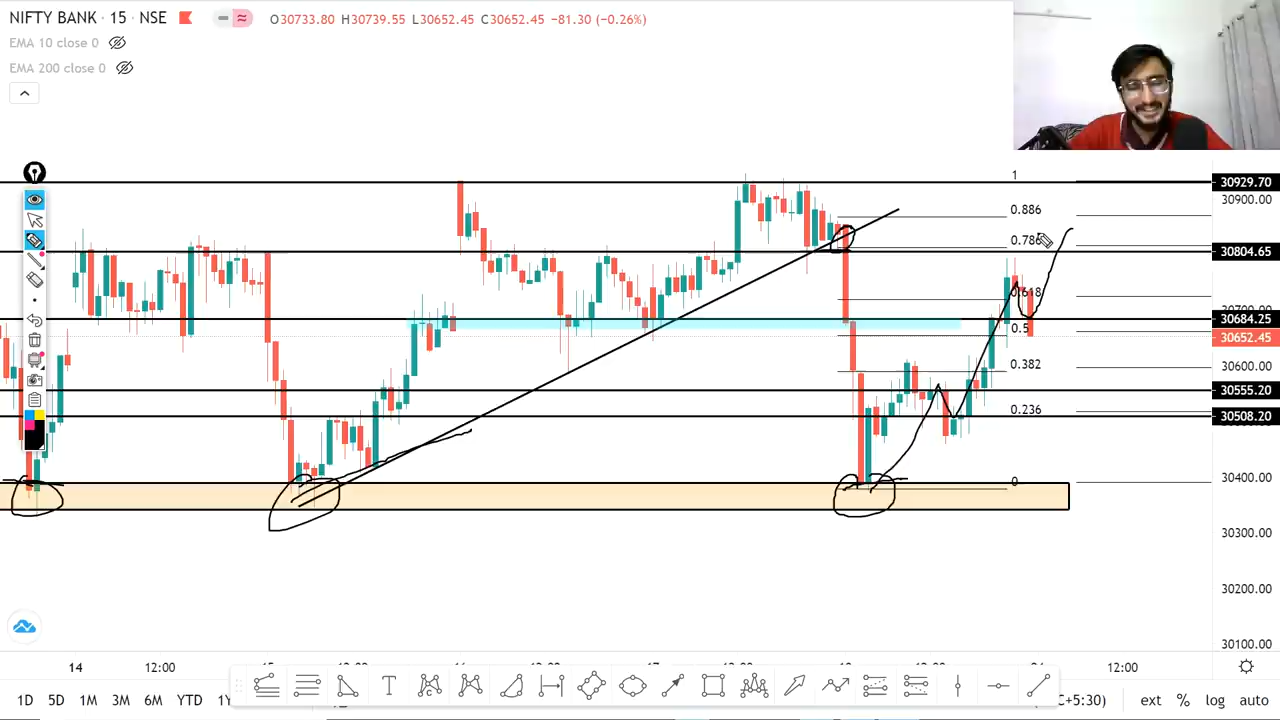 NIFTY BANK · 15 · NSE
O30733.80 H30739.55 L30652.45 C30652.45 −81.30 (−0.26%)
EMA 10 close 0
EMA 200 close 0
1
30929.70
30900.00
0.886
0.786
30804.65
0.618
30684.25
0.5
30652.45
0.382
30600.00
30555.20
0.236
30508.20
0
30400.00
30300.00
30200.00
30100.00
14 12:00 12:00
1D 5D 1M 3M 6M YTD
+5:30) ext % log auto